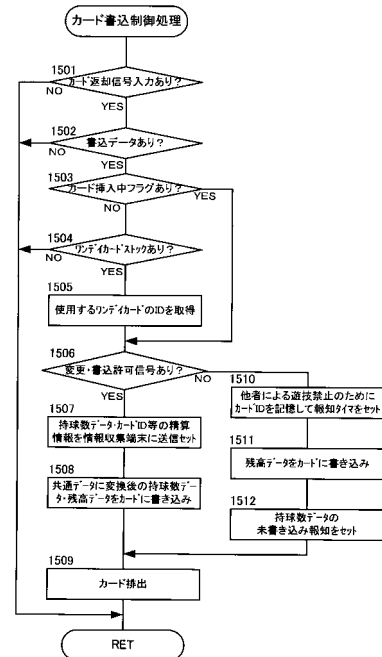 カード書込制御処理
1501
カード返却信号入力あり?
NO
YES
1502
書込データあり?
NO
YES
1503
カード挿入中フラグあり?
YES
NO
1504
ワンデイカードストックあり?
NO
YES
1505
使用するワンデイカードのIDを取得
1506
変更・書込許可信号あり?
NO
YES
1507
持球数データ・カードID等の精算
情報を情報収集端末に送信セット
1508
共通データに変換後の持球数デー
タ・残高データをカードに書き込み
1510
他者による遊技禁止のために
カードIDを記憶して報知タイマをセット
1511
残高データをカードに書き込み
1512
持球数データの
未書き込み報知をセット
1509
カード排出
RET